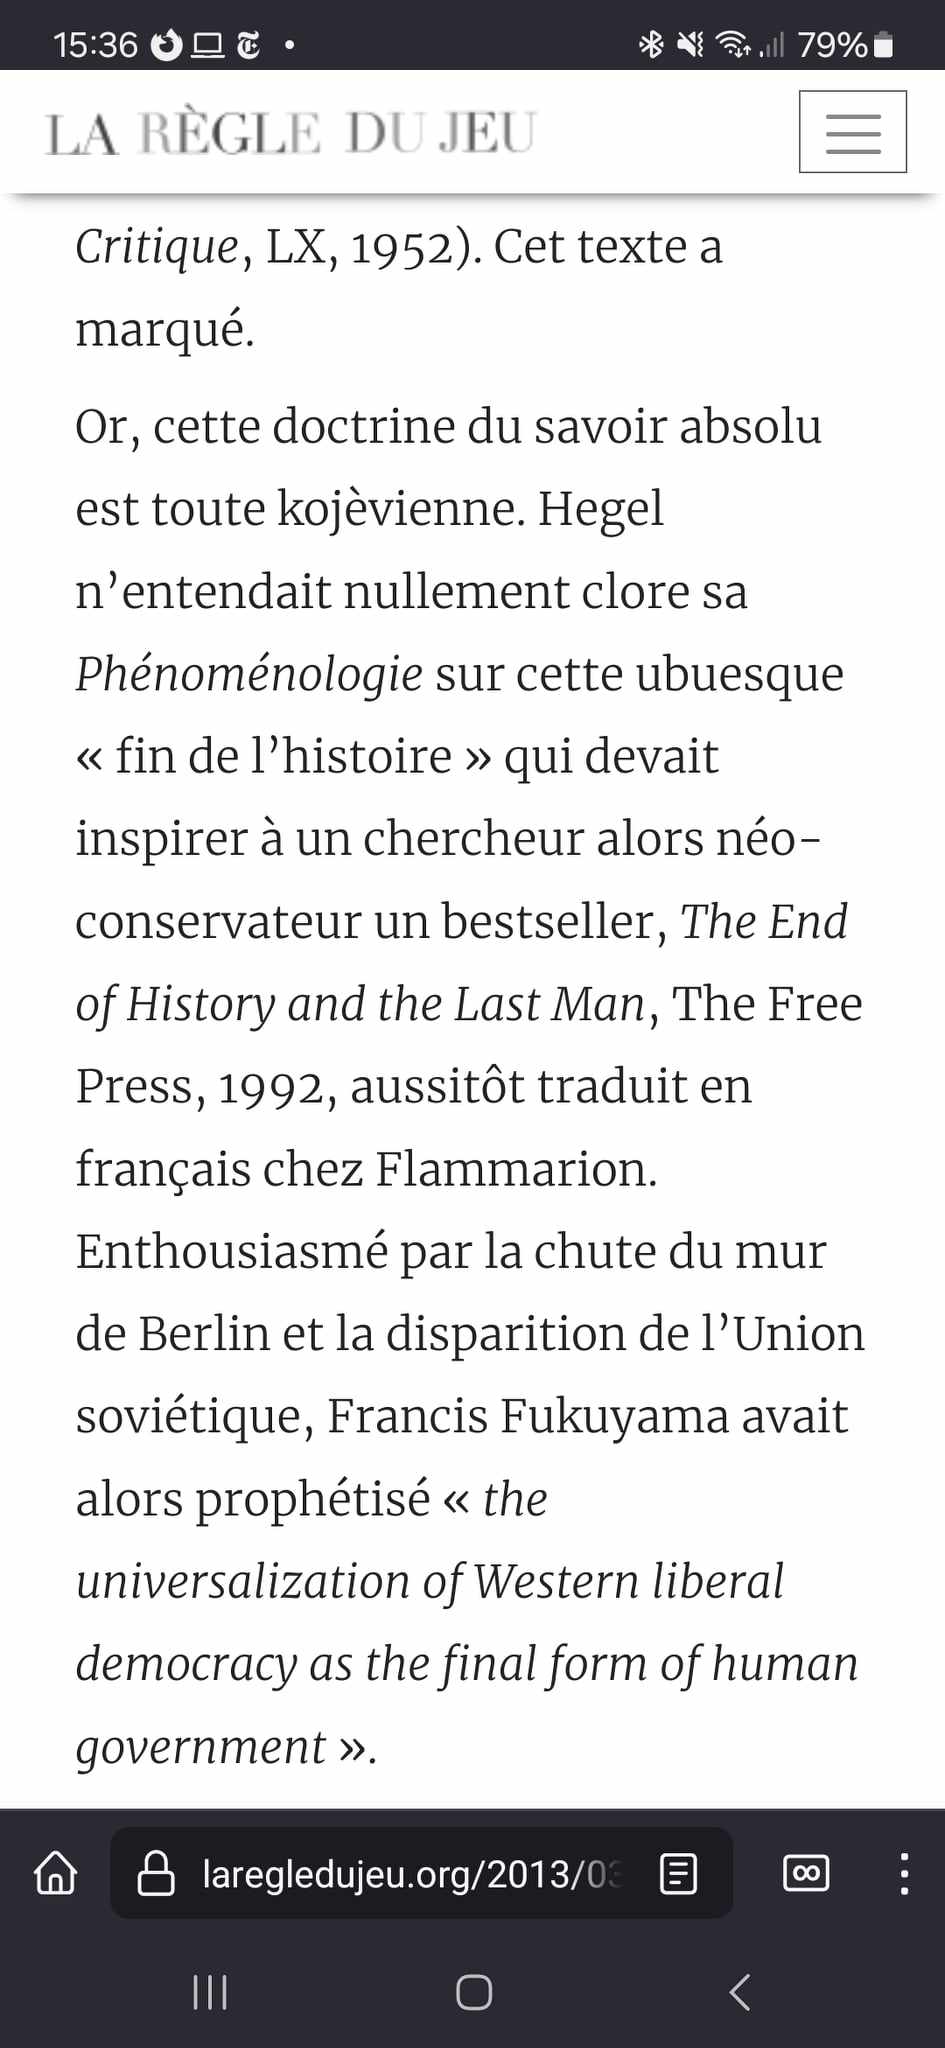 15:36
79%
LA RÈGLE DU JEU
Critique, LX, 1952). Cet texte a
marqué.
Or, cette doctrine du savoir absolu
est toute kojèvienne. Hegel
n’entendait nullement clore sa
Phénoménologie sur cette ubuesque
« fin de l’histoire » qui devait
inspirer à un chercheur alors néo-
conservateur un bestseller, The End
of History and the Last Man, The Free
Press, 1992, aussitôt traduit en
français chez Flammarion.
Enthousiasmé par la chute du mur
de Berlin et la disparition de l’Union
soviétique, Francis Fukuyama avait
alors prophétisé « the
universalization of Western liberal
democracy as the final form of human
government ».
laregledujeu.org/2013/03